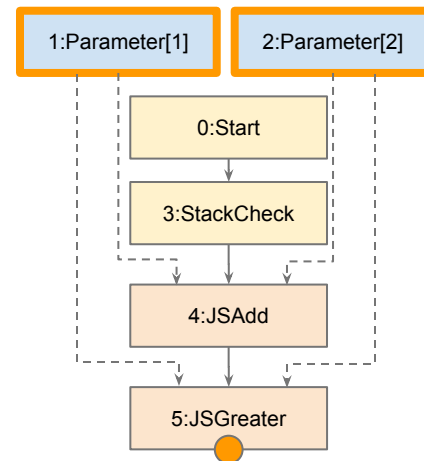 1:Parameter[1]
2:Parameter[2]
0:Start
3:StackCheck
4:JSAdd
5:JSGreater